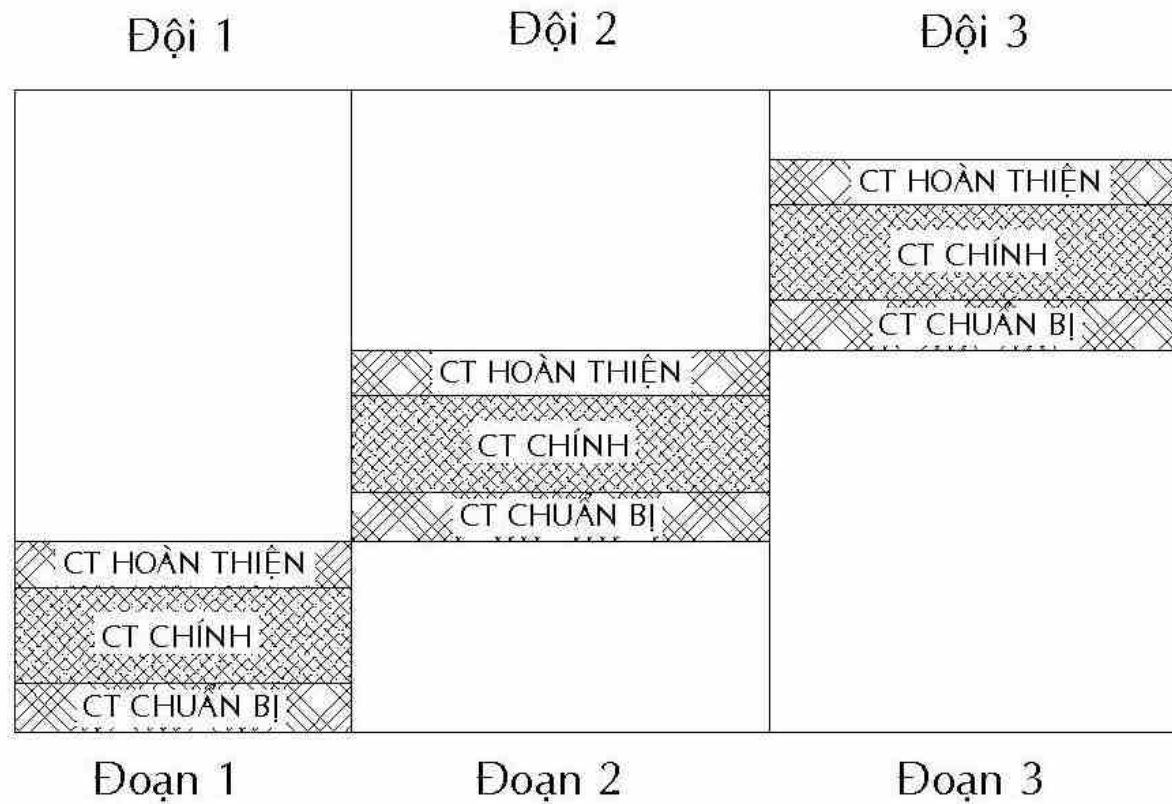 Đội 1
Đội 2
Đội 3
CT HOÀN THIỆN
CT CHÍNH
CT CHUẨN BỊ
CT HOÀN THIỆN
CT CHÍNH
CT CHUẨN BỊ
CT HOÀN THIỆN
CT CHÍNH
CT CHUẨN BỊ
Đoạn 1
Đoạn 2
Đoạn 3